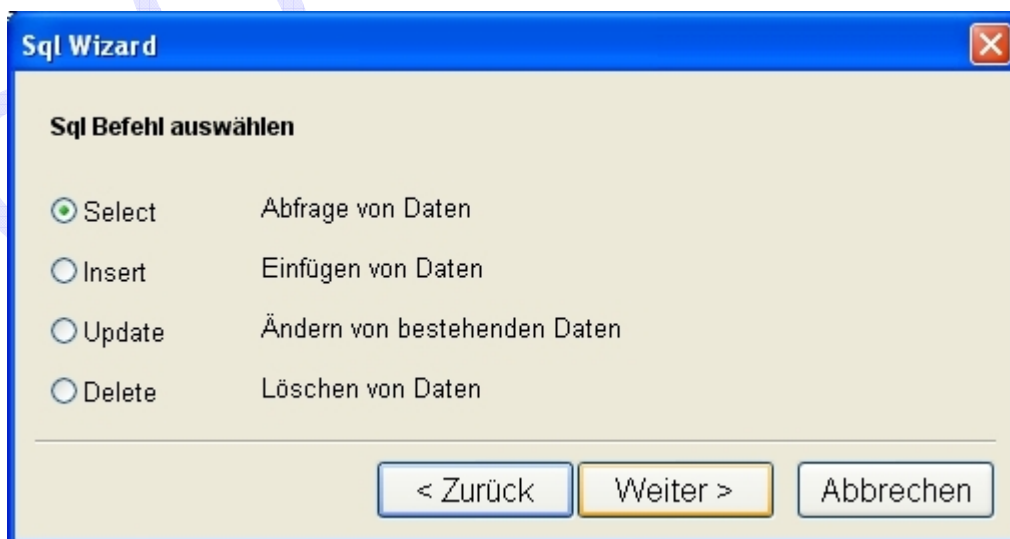 Sql Wizard
Sql Befehl auswählen
Select Abfrage von Daten
Insert Einfügen von Daten
Update Ändern von bestehenden Daten
Delete Löschen von Daten
< Zurück Weiter > Abbrechen